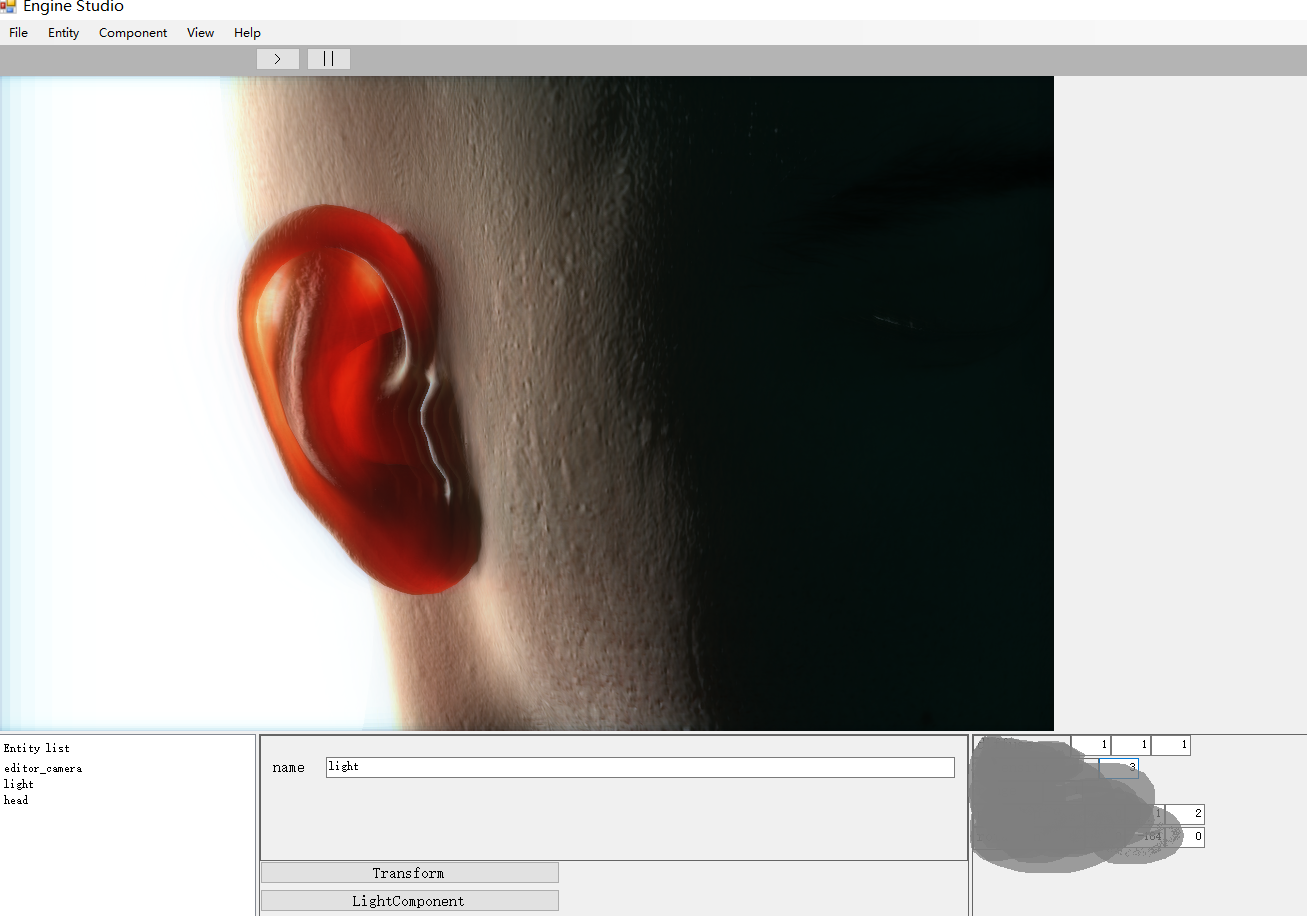 Engine Studio
File Entity Component View Help
> ||
Entity list
editor_camera
light
head
name light
Transform
LightComponent
1 1 1
3
1 2
-164 0